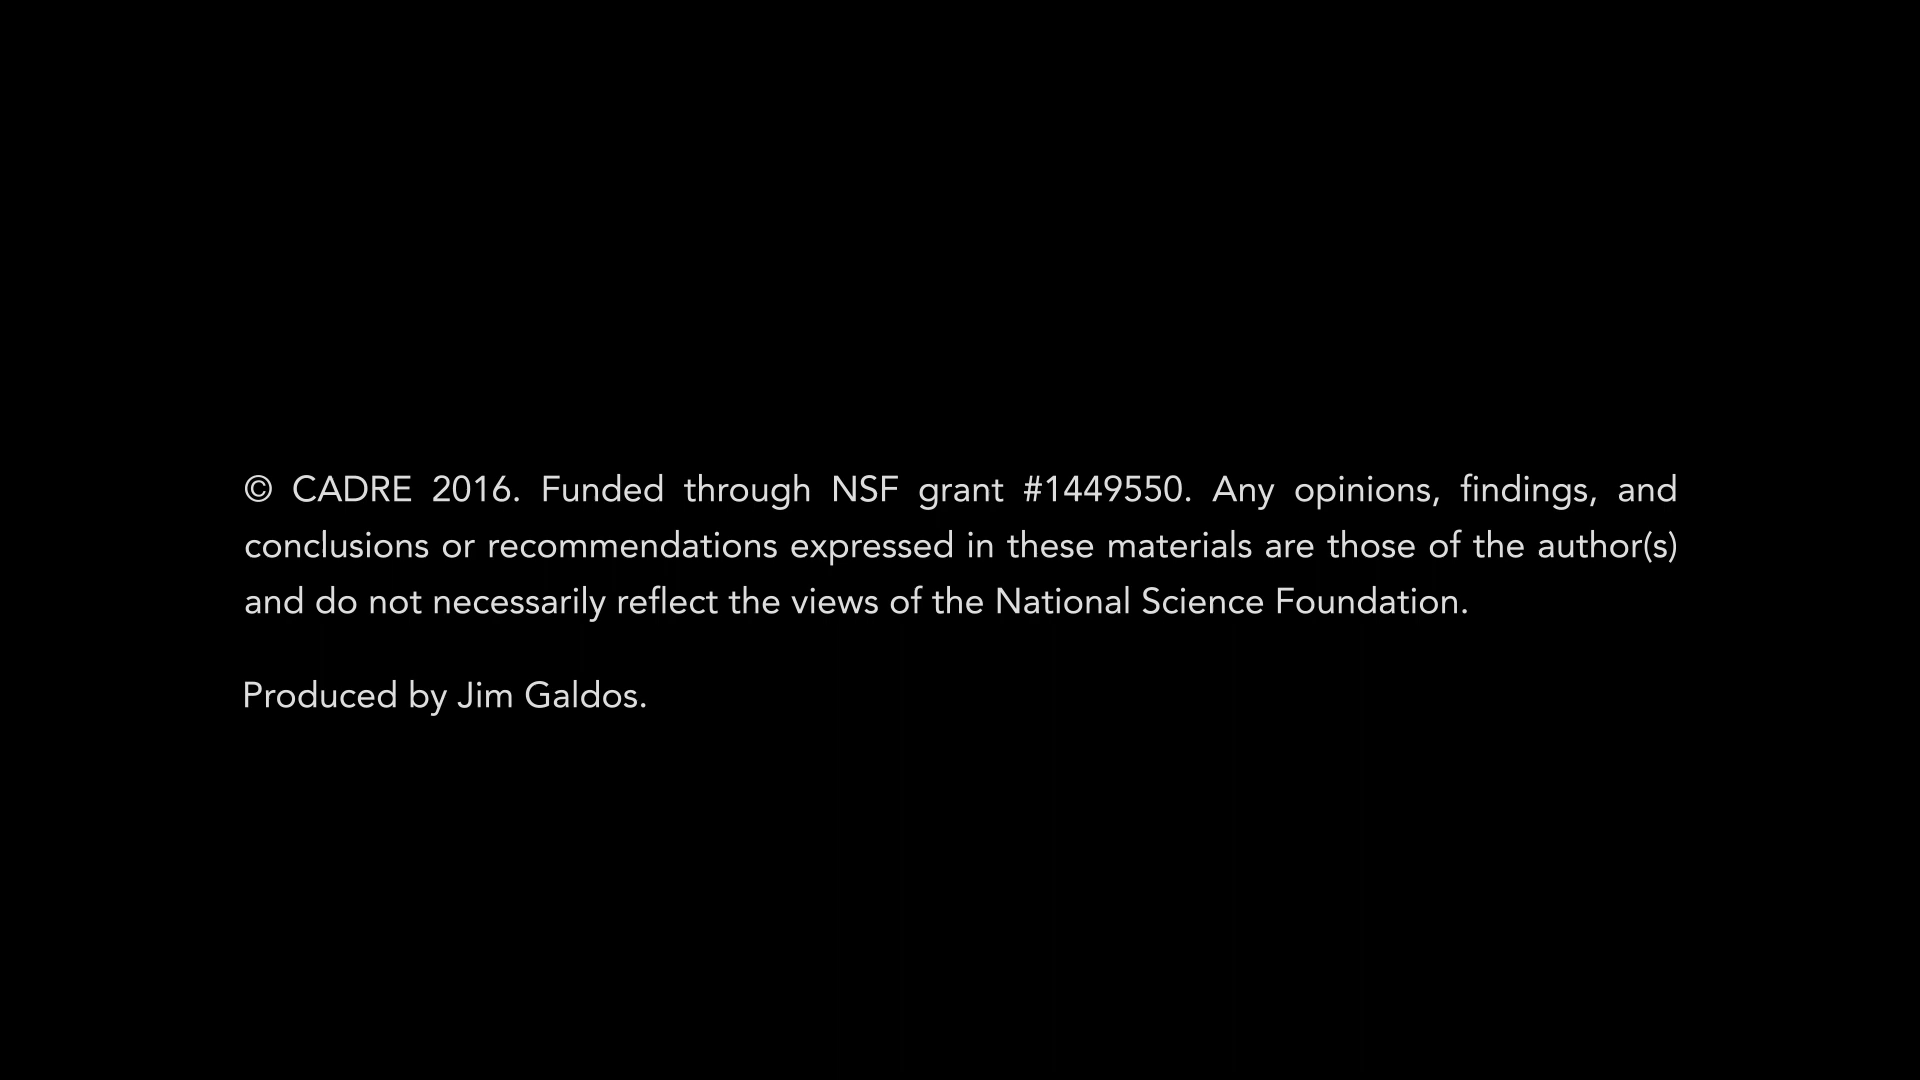 © CADRE 2016. Funded through NSF grant #1449550. Any opinions, findings, and
conclusions or recommendations expressed in these materials are those of the author(s)
and do not necessarily reflect the views of the National Science Foundation.
Produced by Jim Galdos.